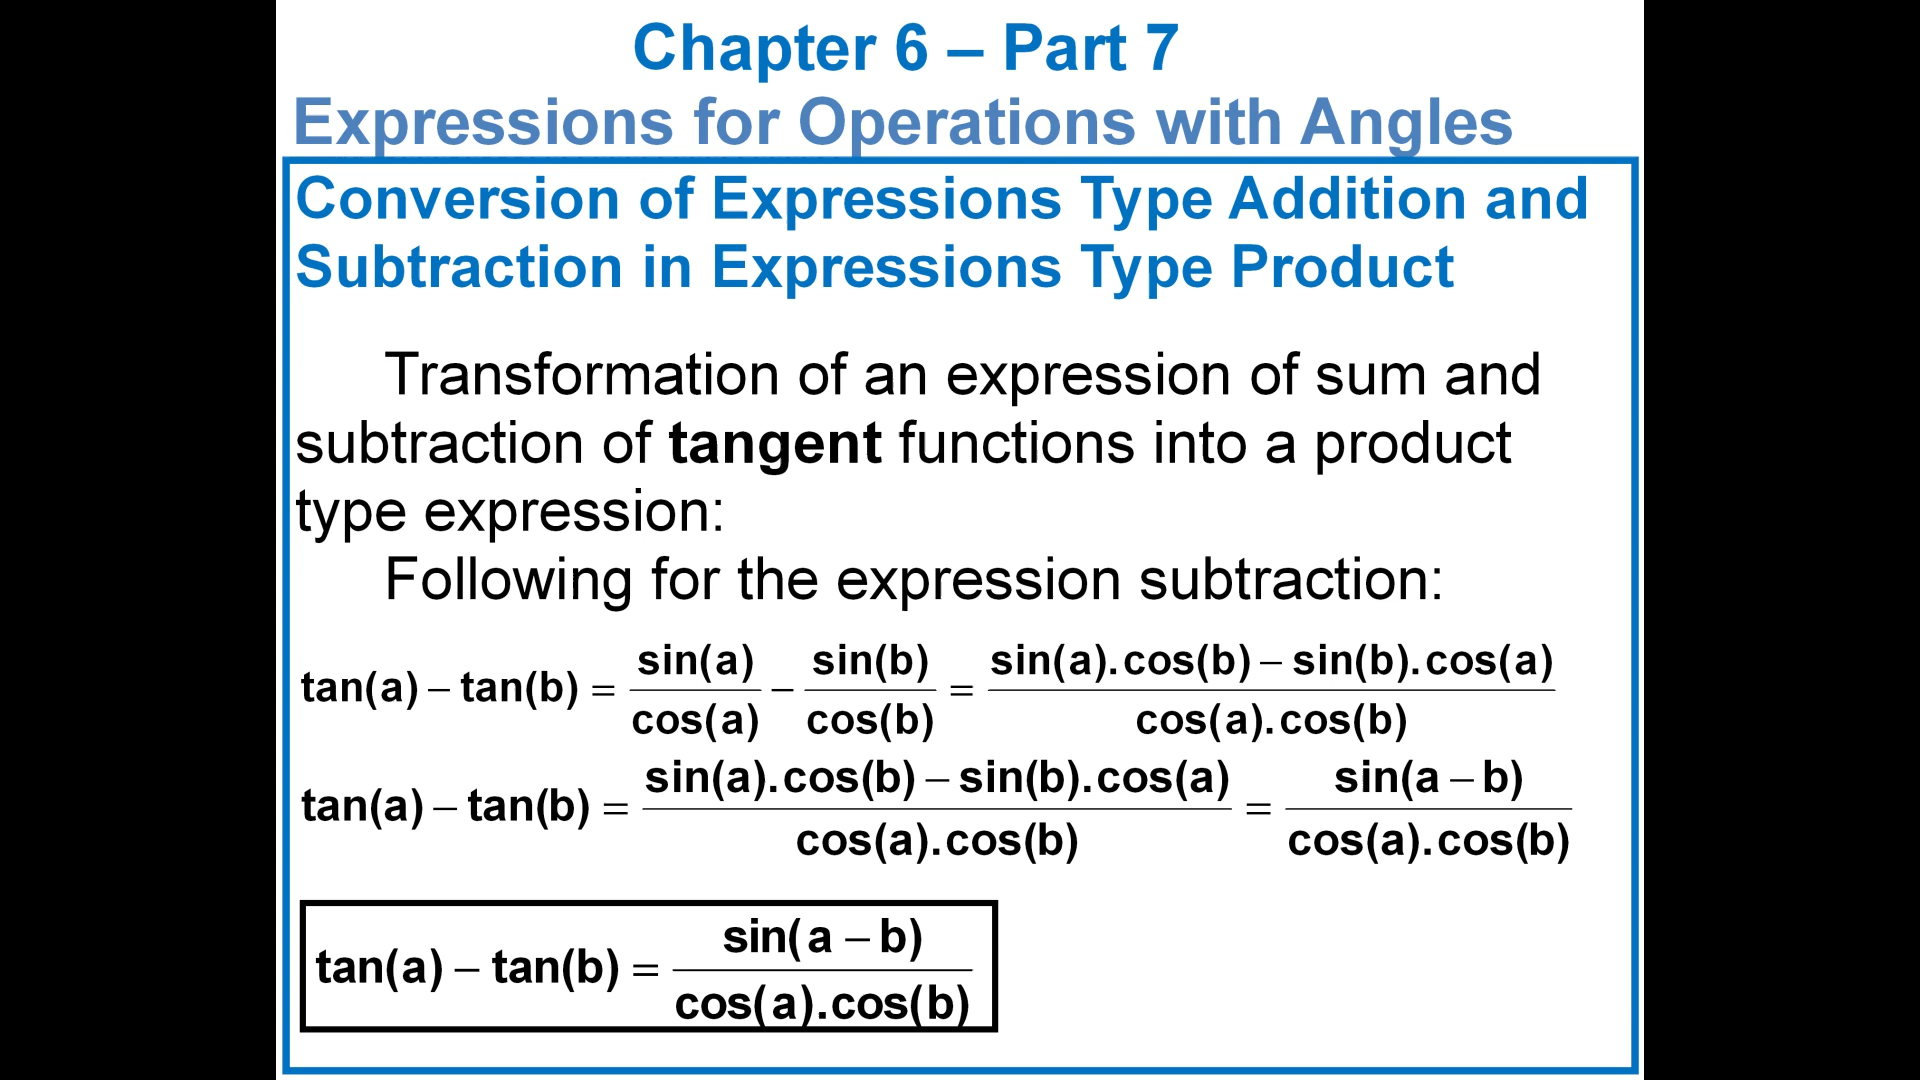 Chapter 6 – Part 7
Expressions for Operations with Angles
Conversion of Expressions Type Addition and
Subtraction in Expressions Type Product
Transformation of an expression of sum and
subtraction of tangent functions into a product
type expression:
Following for the expression subtraction:
tan(a) – tan(b) = sin(a)/cos(a) – sin(b)/cos(b) = sin(a).cos(b) – sin(b).cos(a)/cos(a).cos(b)
tan(a) – tan(b) = sin(a).cos(b) – sin(b).cos(a)/cos(a).cos(b) = sin(a – b)/cos(a).cos(b)
tan(a) – tan(b) = sin(a – b)/cos(a).cos(b)